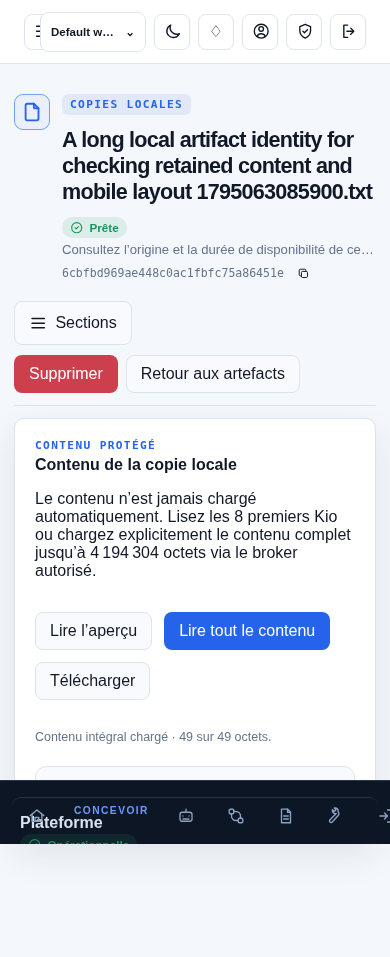 Default w…
COPIES LOCALES
A long local artifact identity for
checking retained content and
mobile layout 1795063085900.txt
Prête
Consultez l’origine et la durée de disponibilité de ce…
6cbfbd969ae448c0ac1fbfc75a86451e
Sections
Supprimer
Retour aux artefacts
CONTENU PROTÉGÉ
Contenu de la copie locale
Le contenu n’est jamais chargé
automatiquement. Lisez les 8 premiers Kio
ou chargez explicitement le contenu complet
jusqu’à 4 194 304 octets via le broker
autorisé.
Lire l’aperçu
Lire tout le contenu
Télécharger
Contenu intégral chargé · 49 sur 49 octets.
CONCEVOIR
Plateforme
Opérationnelle